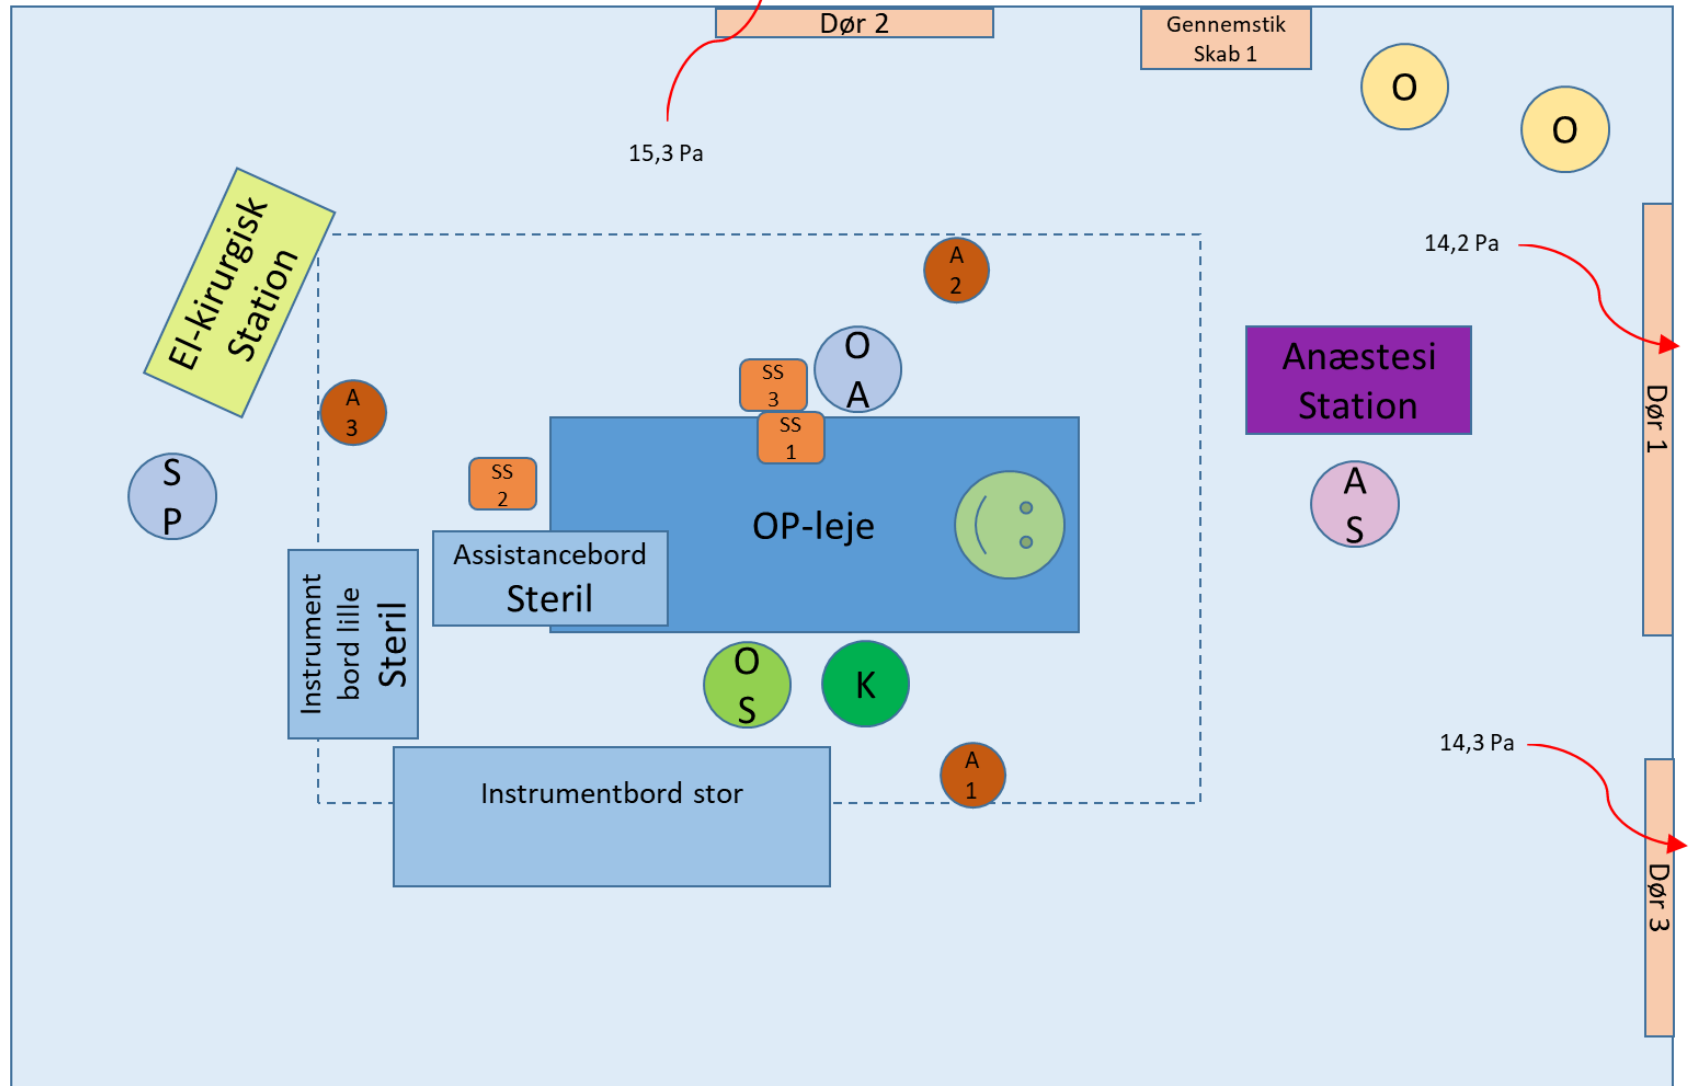 Dør 2
Gennemstik
Skab 1
O
O
15,3 Pa
El-kirurgisk
Station
14,2 Pa
A
2
O
A
Anæstesi
Station
Dør 1
SS
3
SS
1
A
3
SS
2
S
P
A
S
OP-leje
Assistancebord
Steril
Instrument
bord lille
Steril
O
S
K
14,3 Pa
A
1
Instrumentbord stor
Dør 3